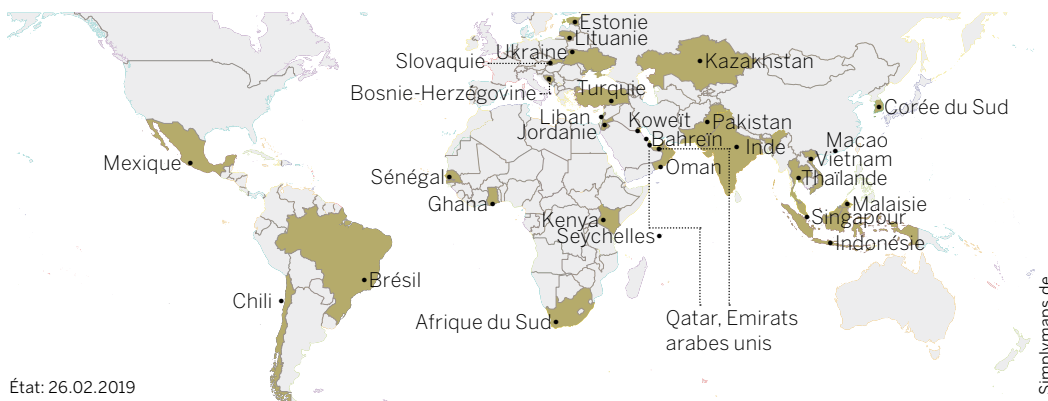 Estonie
Lituanie
Ukraine
Slovaquie
Kazakhstan
Bosnie-Herzégovine
Turquie
Corée du Sud
Liban
Koweït
Pakistan
Jordanie
Bahreïn
Inde
Macao
Mexique
Vietnam
Oman
Sénégal
Thaïlande
Ghana
Malaisie
Kenya
Singapour
Seychelles
Indonésie
Brésil
Chili
Afrique du Sud
Qatar, Emirats
arabes unis
État: 26.02.2019
Simplymaps.de